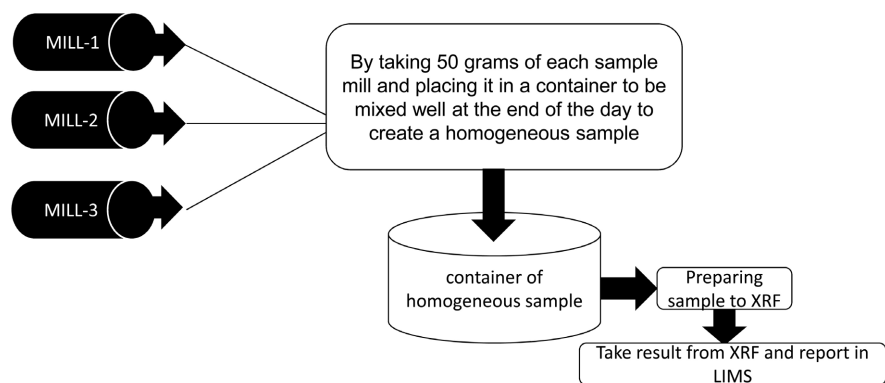 MILL-1
MILL-2
MILL-3
By taking 50 grams of each sample
mill and placing it in a container to be
mixed well at the end of the day to
create a homogeneous sample
container of
homogeneous sample
Preparing
sample to XRF
Take result from XRF and report in
LIMS